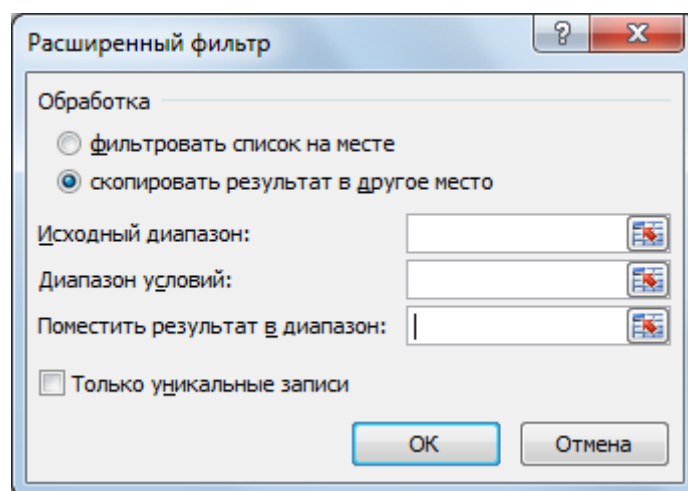 Расширенный фильтр
?
X
Обработка
фильтровать список на месте
скопировать результат в другое место
Исходный диапазон:
Диапазон условий:
Поместить результат в диапазон:
Только уникальные записи
ОК
Отмена